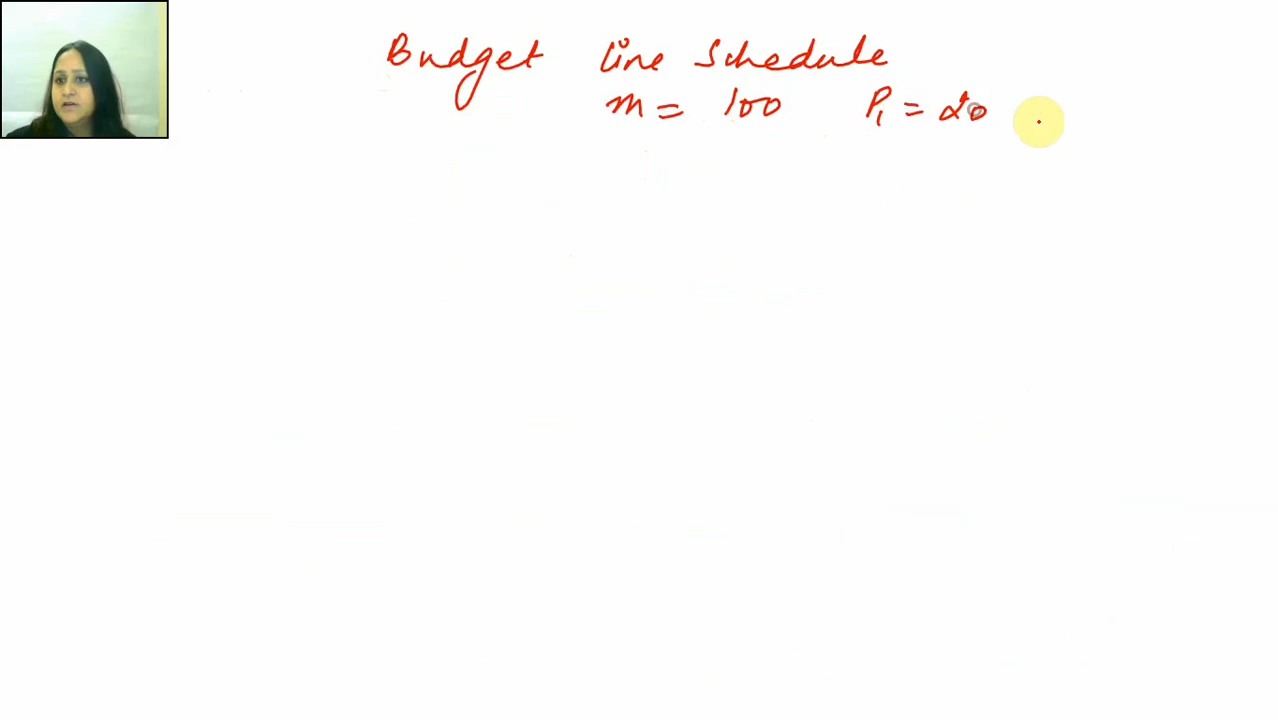 Budget Line Schedule
m = 100 P₁ = 20